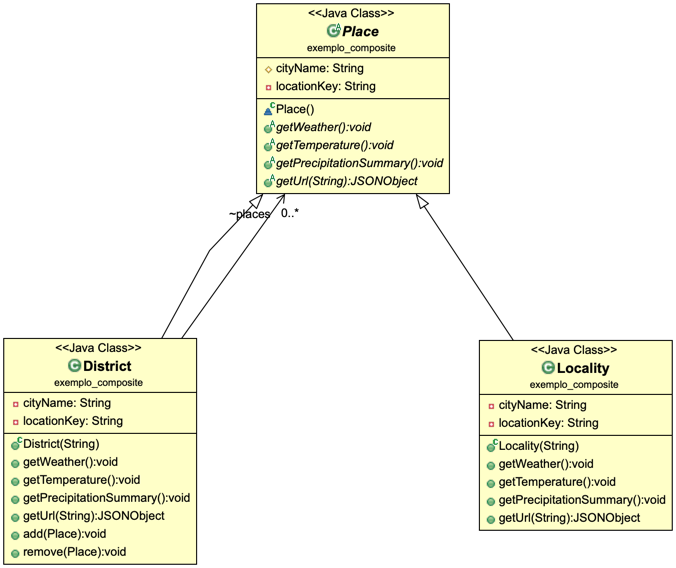 <<Java Class>>
Place
exemplo_composite
cityName: String
locationKey: String
Place()
getWeather():void
getTemperature():void
getPrecipitationSummary():void
getUrl(String):JSONObject
~places 0..*
<<Java Class>>
District
exemplo_composite
cityName: String
locationKey: String
District(String)
getWeather():void
getTemperature():void
getPrecipitationSummary():void
getUrl(String):JSONObject
add(Place):void
remove(Place):void
<<Java Class>>
Locality
exemplo_composite
cityName: String
locationKey: String
Locality(String)
getWeather():void
getTemperature():void
getPrecipitationSummary():void
getUrl(String):JSONObject